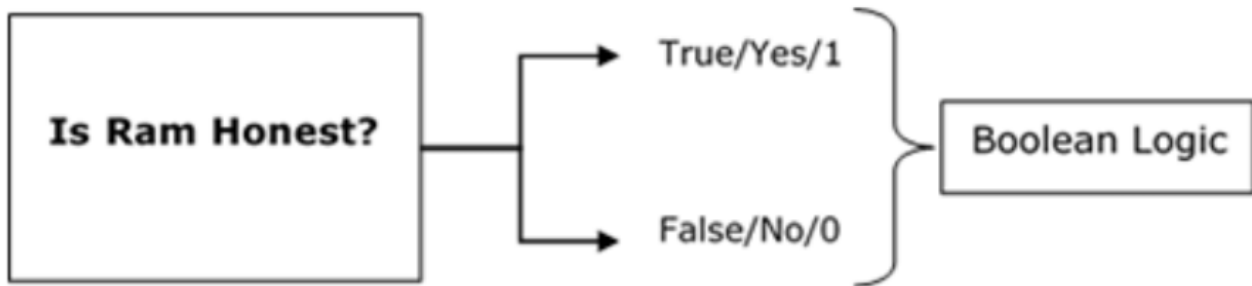 Is Ram Honest?
True/Yes/1
False/No/0
Boolean Logic